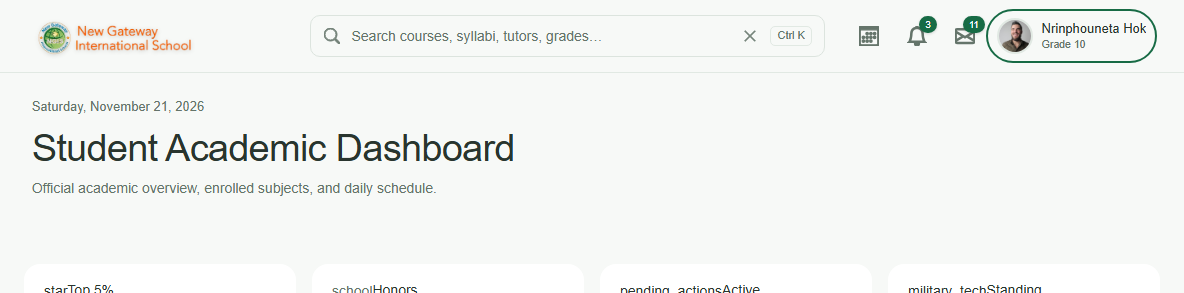 New Gateway
International School
Search courses, syllabi, tutors, grades…
Ctrl K
3
11
Nrinphouneta Hok
Grade 10
Saturday, November 21, 2026
Student Academic Dashboard
Official academic overview, enrolled subjects, and daily schedule.
starTop 5%
schoolHonors
pending_actionsActive
military_techStanding